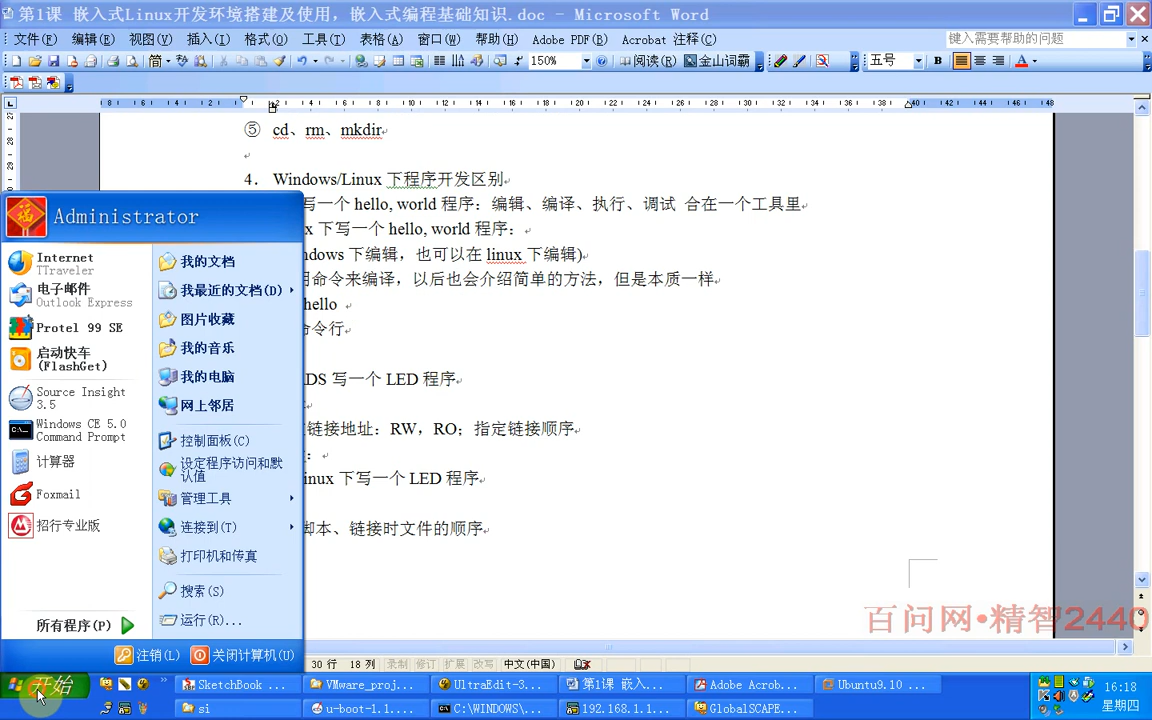 第1课 嵌入式Linux开发环境搭建及使用，嵌入式编程基础知识.doc - Microsoft Word
文件(F) 编辑(E) 视图(V) 插入(I) 格式(O) 工具(T) 表格(A) 窗口(W) 帮助(H) Adobe PDF(B) Acrobat 注释(C) 键入需要帮助的问题
150% 阅读(R) 金山词霸 五号 B A
⑤ cd、rm、mkdir
4. Windows/Linux 下程序开发区别
写一个 hello, world 程序：编辑、编译、执行、调试 合在一个工具里
x 下写一个 hello, world 程序：
ndows 下编辑，也可以在 linux 下编辑)
用命令来编译，以后也会介绍简单的方法，但是本质一样
hello
命令行
DS 写一个 LED 程序
链接地址：RW，RO；指定链接顺序
inux 下写一个 LED 程序
脚本、链接时文件的顺序
Administrator
Internet
TTraveler
电子邮件
Outlook Express
Protel 99 SE
启动快车
(FlashGet)
Source Insight
3.5
Windows CE 5.0
Command Prompt
计算器
Foxmail
招行专业版
所有程序(P)
我的文档
我最近的文档(D)
图片收藏
我的音乐
我的电脑
网上邻居
控制面板(C)
设定程序访问和默
认值
管理工具
连接到(T)
打印机和传真
搜索(S)
运行(R)...
注销(L) 关闭计算机(U)
百问网•精智2440
30 行 18 列 录制 修订 扩展 改写 中文(中国)
开始
SketchBook ... VMware_proj... UltraEdit-3... 第1课 嵌入... Adobe Acrob... Ubuntu9.10 ...
si u-boot-1.1.... C:\WINDOWS\... 192.168.1.1... GlobalSCAPE...
16:18
星期四